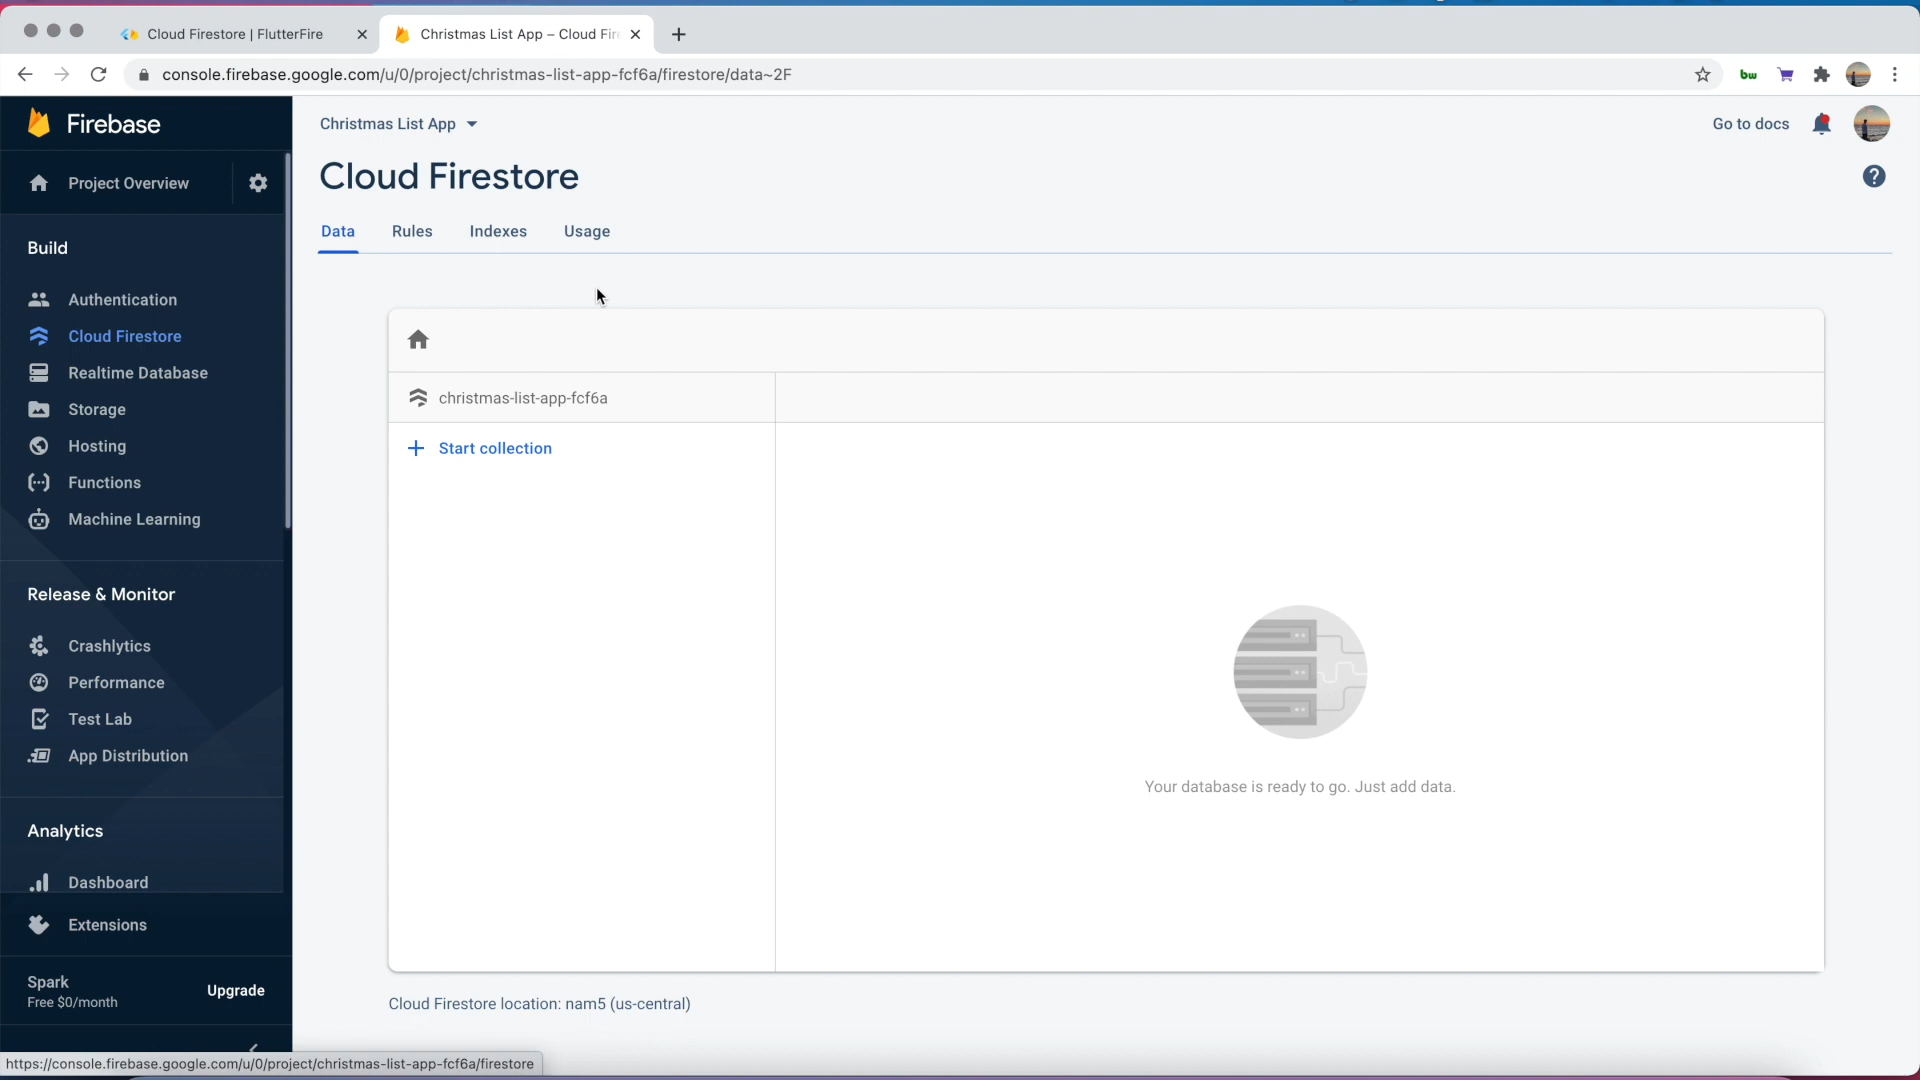 Cloud Firestore | FlutterFire
Christmas List App – Cloud Fir
console.firebase.google.com/u/0/project/christmas-list-app-fcf6a/firestore/data~2F
bw
Firebase
Christmas List App
Go to docs
Project Overview
Cloud Firestore
?
Data Rules Indexes Usage
Build
Authentication
Cloud Firestore
Realtime Database
Storage
Hosting
Functions
Machine Learning
christmas-list-app-fcf6a
Start collection
Release & Monitor
Crashlytics
Performance
Test Lab
App Distribution
Your database is ready to go. Just add data.
Analytics
Dashboard
Extensions
Spark
Free $0/month
Upgrade
Cloud Firestore location: nam5 (us-central)
https://console.firebase.google.com/u/0/project/christmas-list-app-fcf6a/firestore